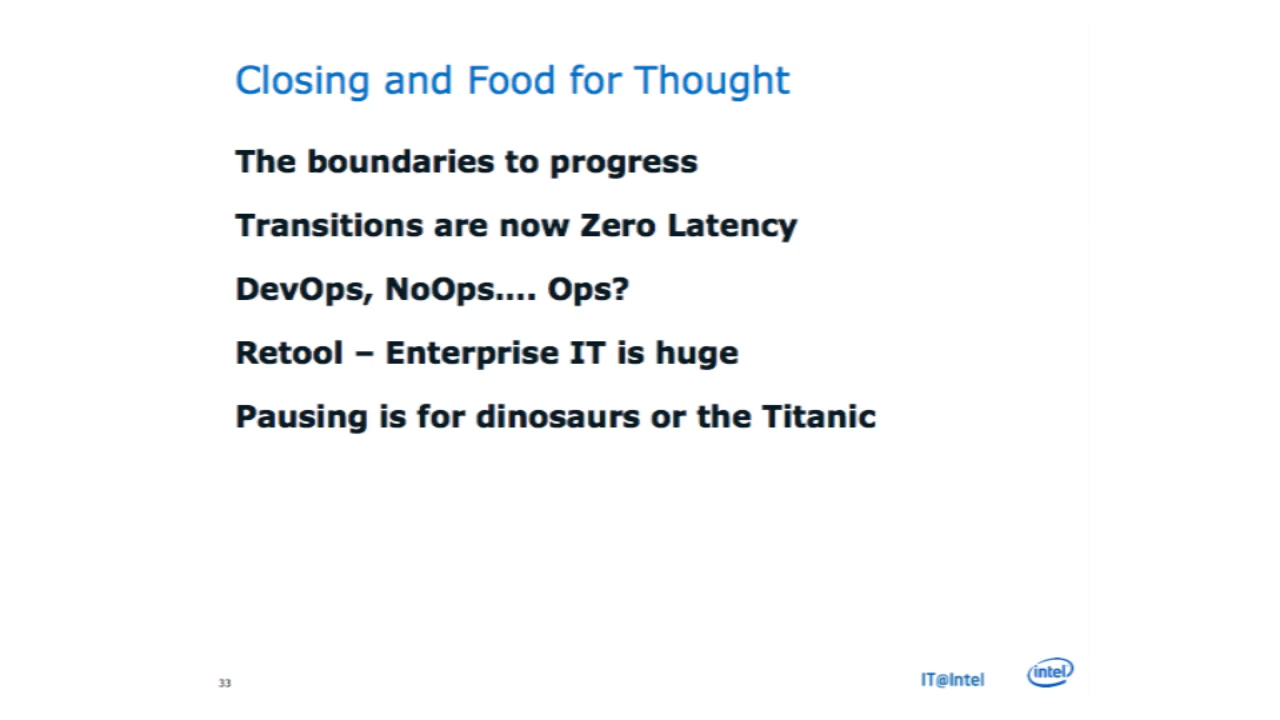 Closing and Food for Thought
The boundaries to progress
Transitions are now Zero Latency
DevOps, NoOps.... Ops?
Retool – Enterprise IT is huge
Pausing is for dinosaurs or the Titanic
33
IT@Intel
intel